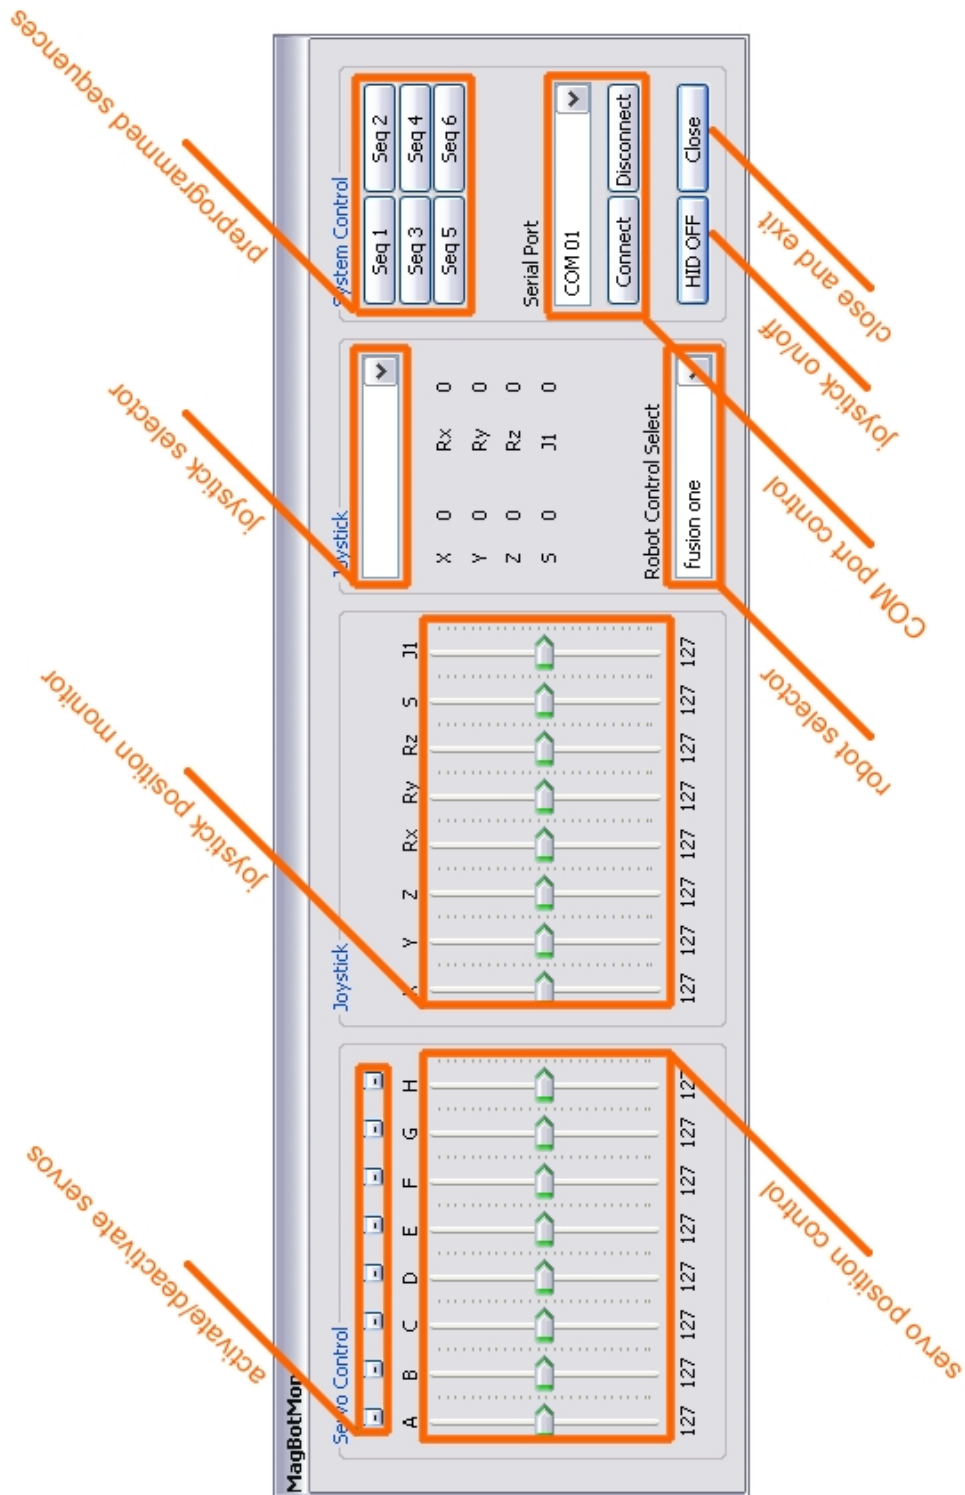 activate/deactivate servos
joystick position monitor
joystick selector
preprogrammed sequences
MagBotMon
Servo Control
A B C D E F G H
127 127 127 127 127 127 127 127
Joystick
X Y Z Rx Ry Rz S J1
127 127 127 127 127 127 127 127
Joystick
X 0 Rx 0
Y 0 Ry 0
Z 0 Rz 0
S 0 J1 0
Robot Control Select
fusion one
System Control
Seq 1 Seq 2
Seq 3 Seq 4
Seq 5 Seq 6
Serial Port
COM 01
Connect Disconnect
HID OFF Close
servo position control
robot selector
COM port control
joystick on/off
close and exit